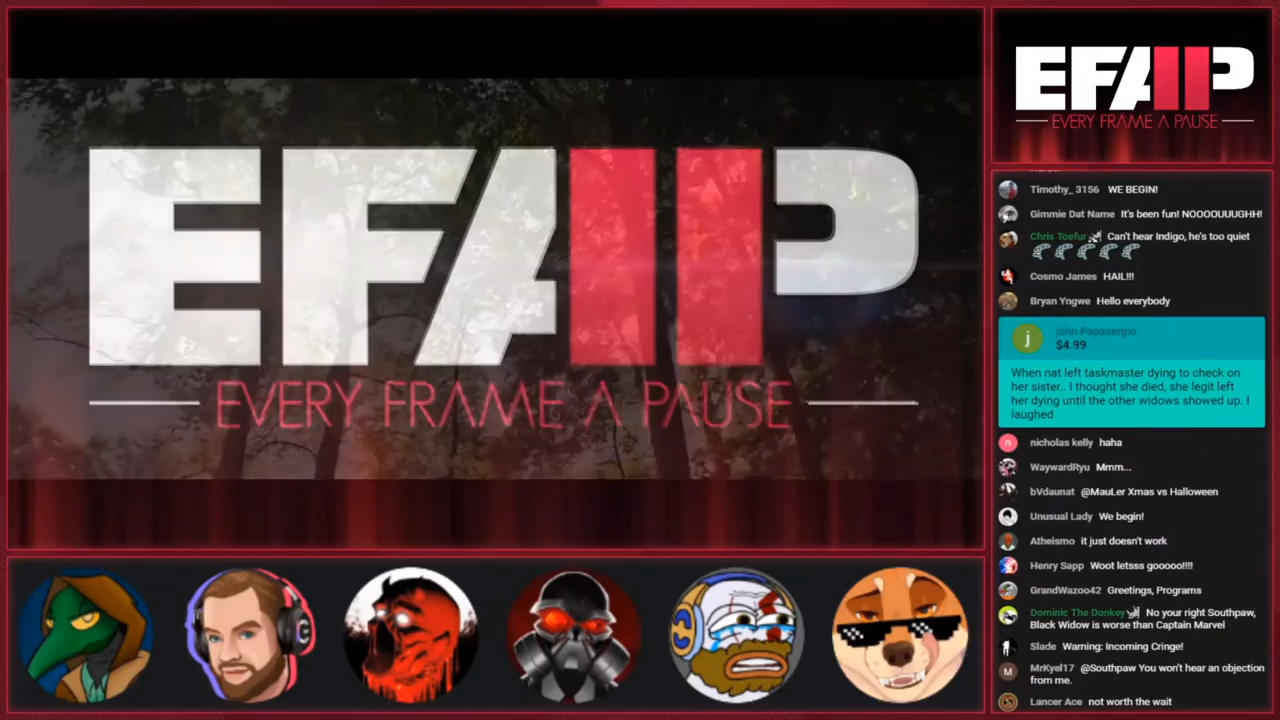 EFAP
EVERY FRAME A PAUSE
EFAP
EVERY FRAME A PAUSE
Timothy_ 3156 WE BEGIN!
Gimmie Dat Name It's been fun! NOOOOUUUGHH!
Chris Toefur Can't hear Indigo, he's too quiet
Cosmo James HAIL!!!
Bryan Yngwe Hello everybody
j
john Papasergio
$4.99
When nat left taskmaster dying to check on
her sister.. I thought she died, she legit left
her dying until the other widows showed up. I
laughed
n nicholas kelly haha
WaywardRyu Mmm...
bVdaunat @MauLer Xmas vs Halloween
Unusual Lady We begin!
Atheismo it just doesn't work
Henry Sapp Woot letsss gooooo!!!!
GrandWazoo42 Greetings, Programs
Dominic The Donkey No your right Southpaw,
Black Widow is worse than Captain Marvel
Slade Warning: Incoming Cringe!
M MrKyel17 @Southpaw You won't hear an objection
from me.
Lancer Ace not worth the wait